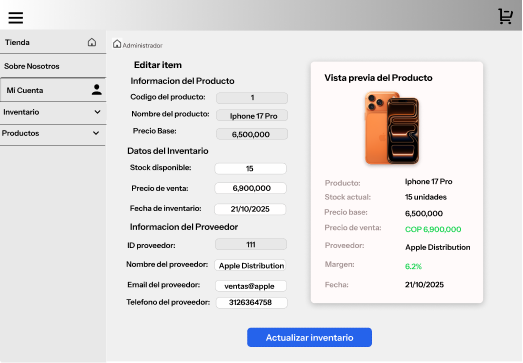 Tienda
Sobre Nosotros
Mi Cuenta
Inventario
Productos
Administrador
Editar item
Informacion del Producto
Codigo del producto: 1
Nombre del producto: Iphone 17 Pro
Precio Base: 6,500,000
Datos del Inventario
Stock disponible: 15
Precio de venta: 6,900,000
Fecha de inventario: 21/10/2025
Informacion del Proveedor
ID proveedor: 111
Nombre del proveedor: Apple Distribution
Email del proveedor: ventas@apple
Telefono del proveedor: 3126364758
Vista previa del Producto
Producto: Iphone 17 Pro
Stock actual: 15 unidades
Precio base: 6,500,000
Precio de venta: COP 6,900,000
Proveedor: Apple Distribution
Margen: 6.2%
Fecha: 21/10/2025
Actualizar inventario